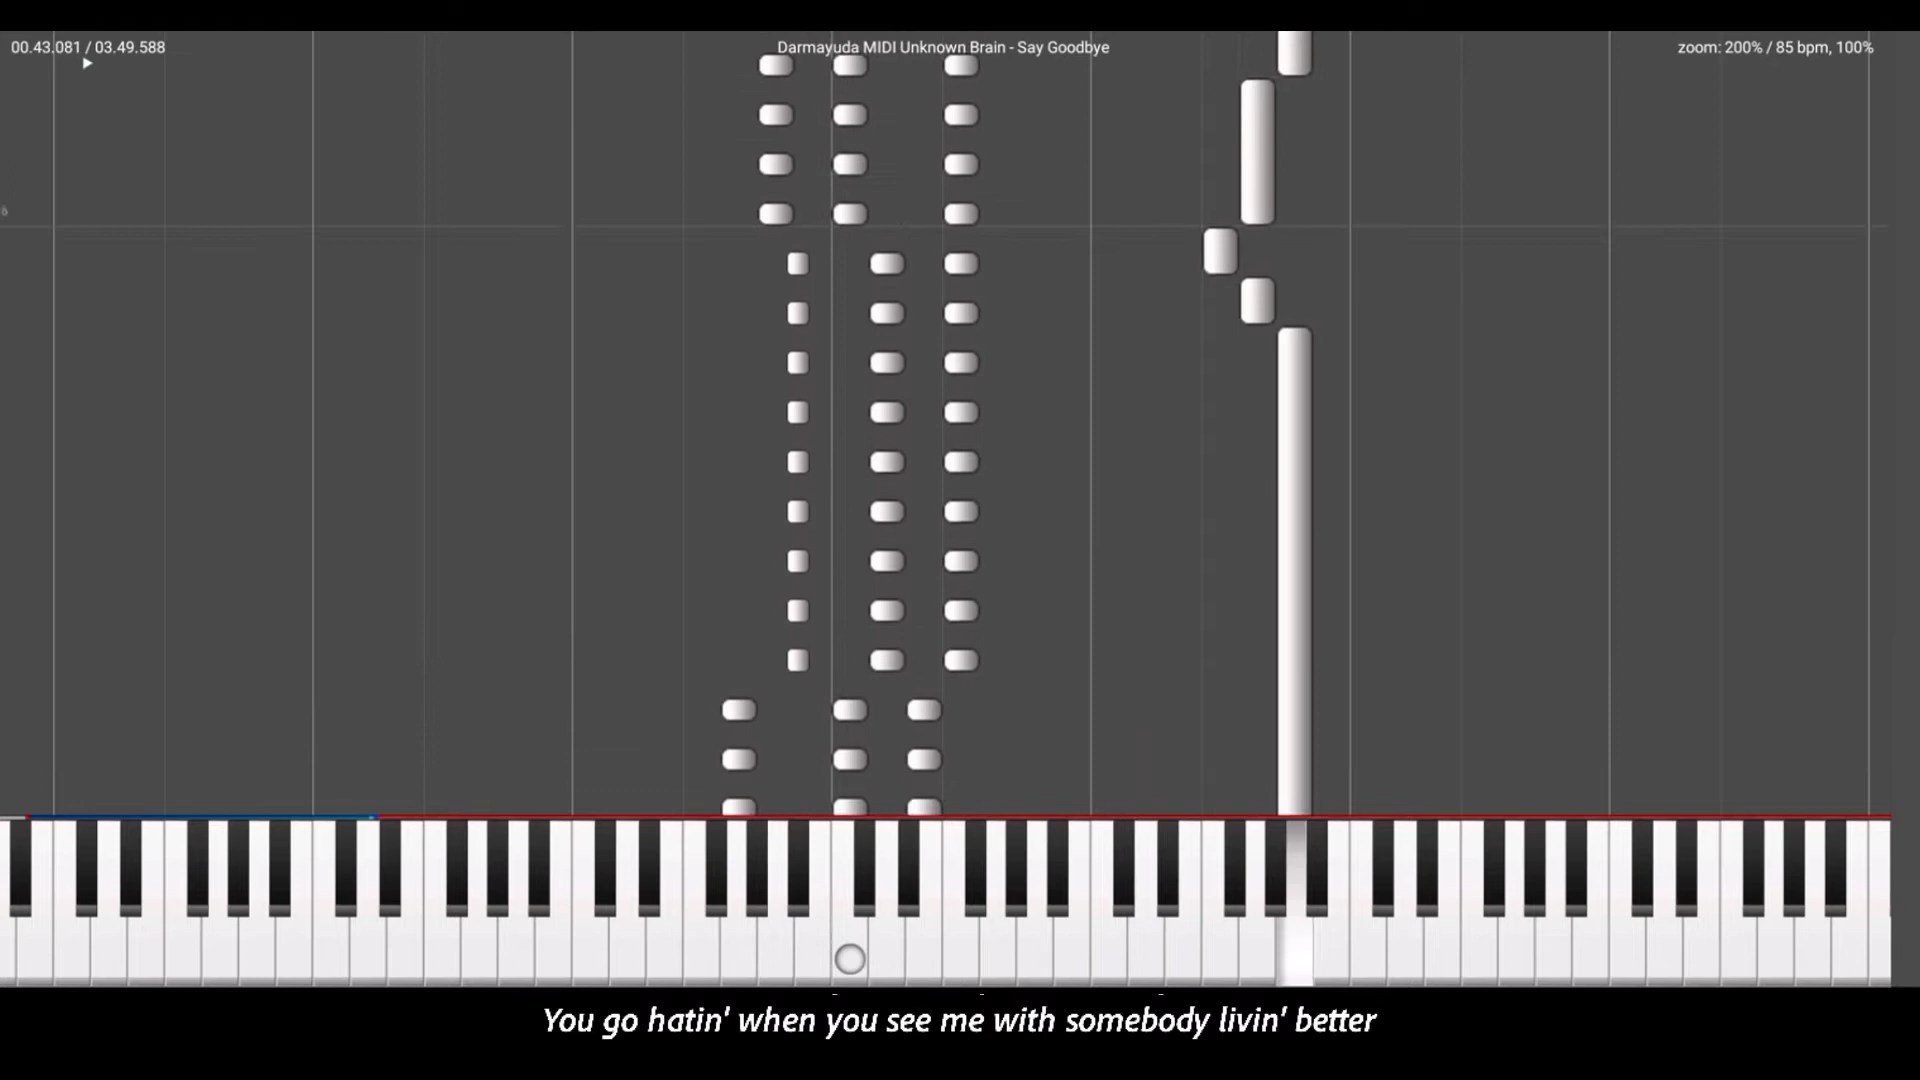 00.43.081 / 03.49.588
Darmayuda MIDI Unknown Brain - Say Goodbye
zoom: 200% / 85 bpm, 100%
You go hatin' when you see me with somebody livin' better